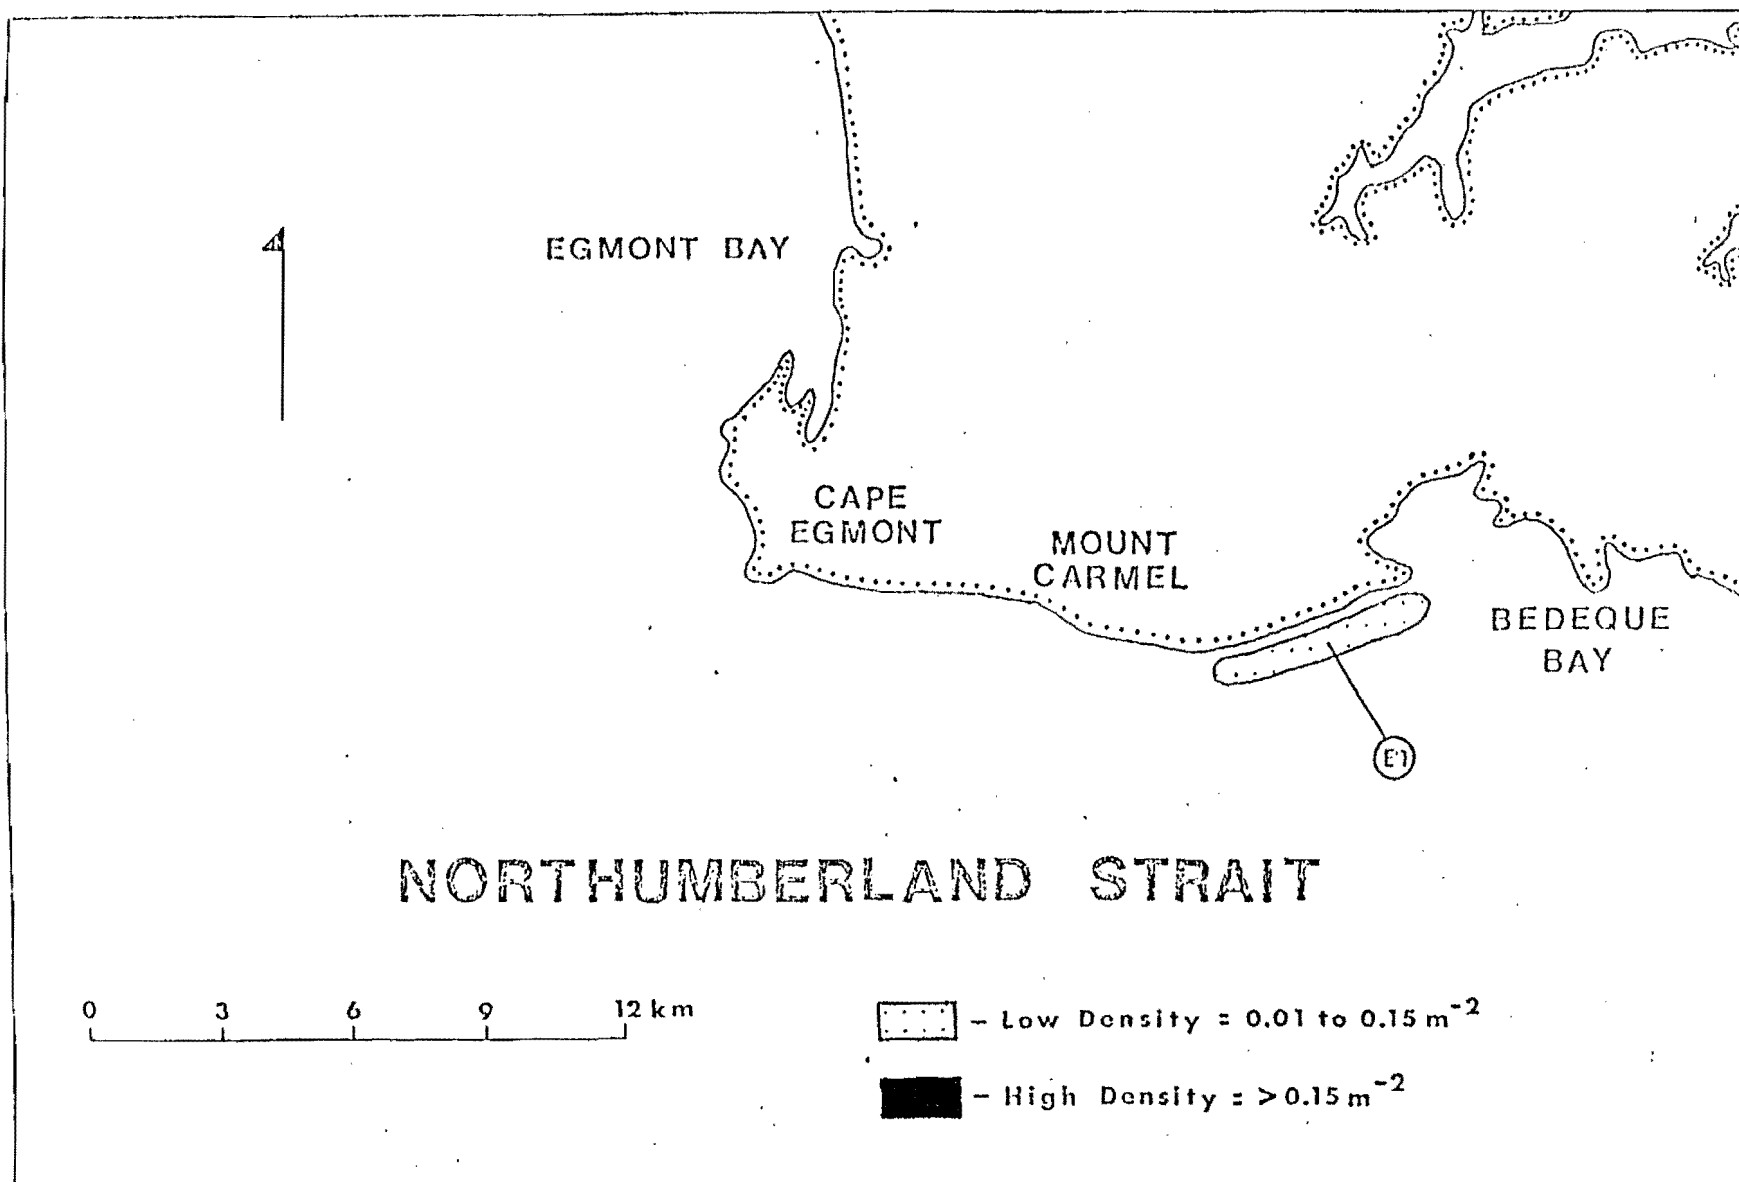 EGMONT BAY
CAPE
EGMONT
MOUNT
CARMEL
BEDEQUE
BAY
E1
NORTHUMBERLAND STRAIT
0 3 6 9 12 km
- Low Density = 0.01 to 0.15 m⁻²
- High Density = >0.15 m⁻²